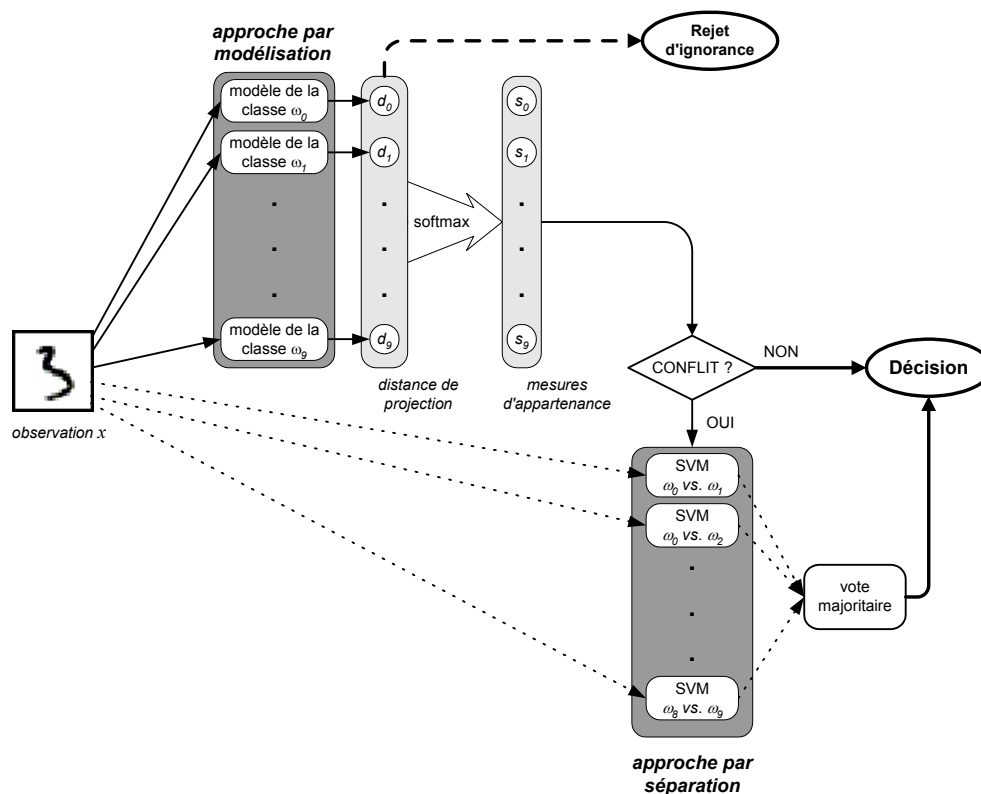 approche par
modélisation
Rejet
d'ignorance
modèle de la
classe ω0
d0
s0
modèle de la
classe ω1
d1
s1
softmax
modèle de la
classe ω9
d9
s9
distance de
projection
mesures
d'appartenance
observation x
CONFLIT ?
NON
Décision
OUI
SVM
ω0 vs. ω1
SVM
ω0 vs. ω2
vote
majoritaire
SVM
ω8 vs. ω9
approche par
séparation